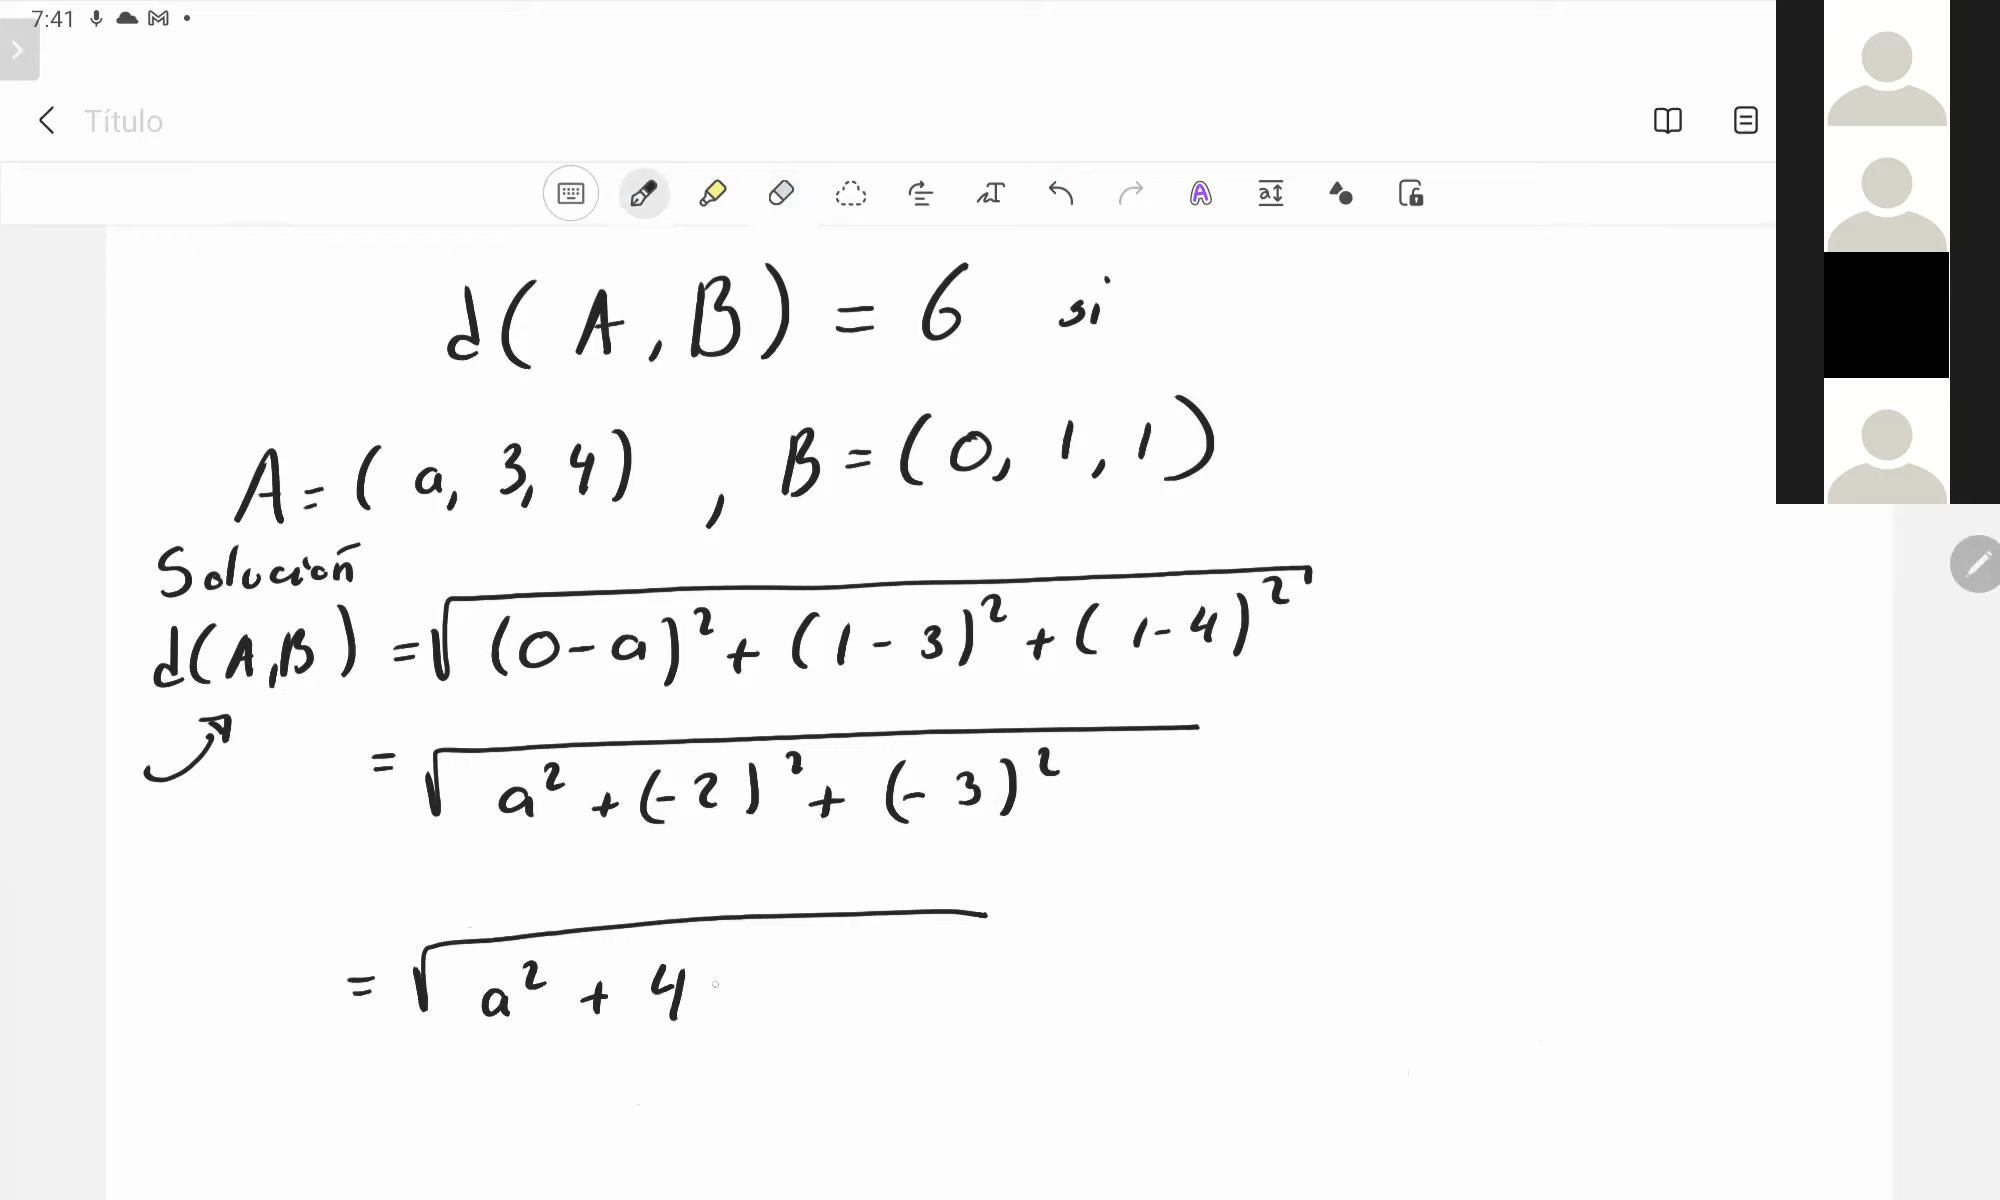 7:41
Título
d(A,B) = 6 si
A = (a, 3, 4) , B = (0, 1, 1)
Solución
d(A,B) = √(0-a)² + (1-3)² + (1-4)²
= √a² + (-2)² + (-3)²
= √a² + 4